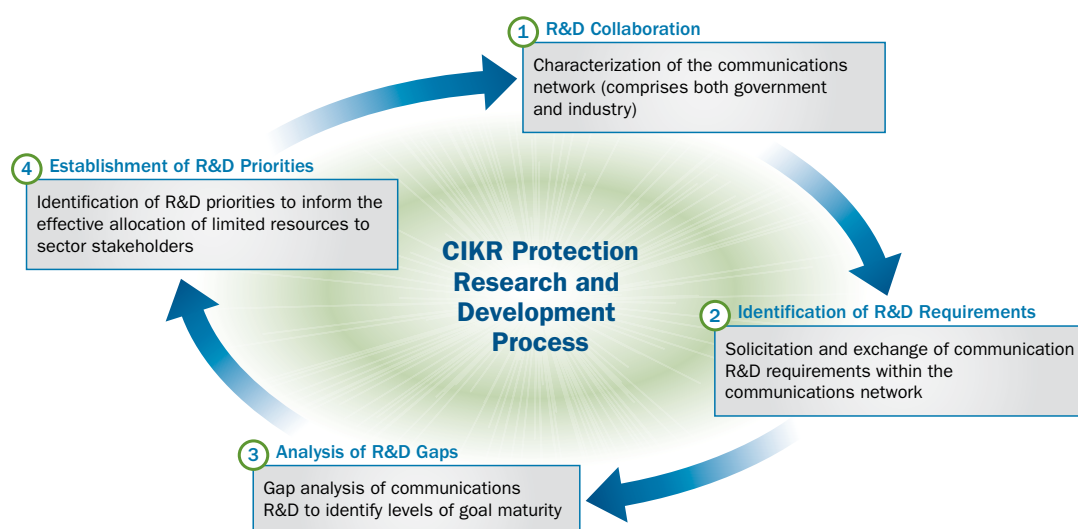 1 R&D Collaboration
Characterization of the communications
network (comprises both government
and industry)
4 Establishment of R&D Priorities
Identification of R&D priorities to inform the
effective allocation of limited resources to
sector stakeholders
CIKR Protection
Research and
Development
Process
2 Identification of R&D Requirements
Solicitation and exchange of communication
R&D requirements within the
communications network
3 Analysis of R&D Gaps
Gap analysis of communications
R&D to identify levels of goal maturity